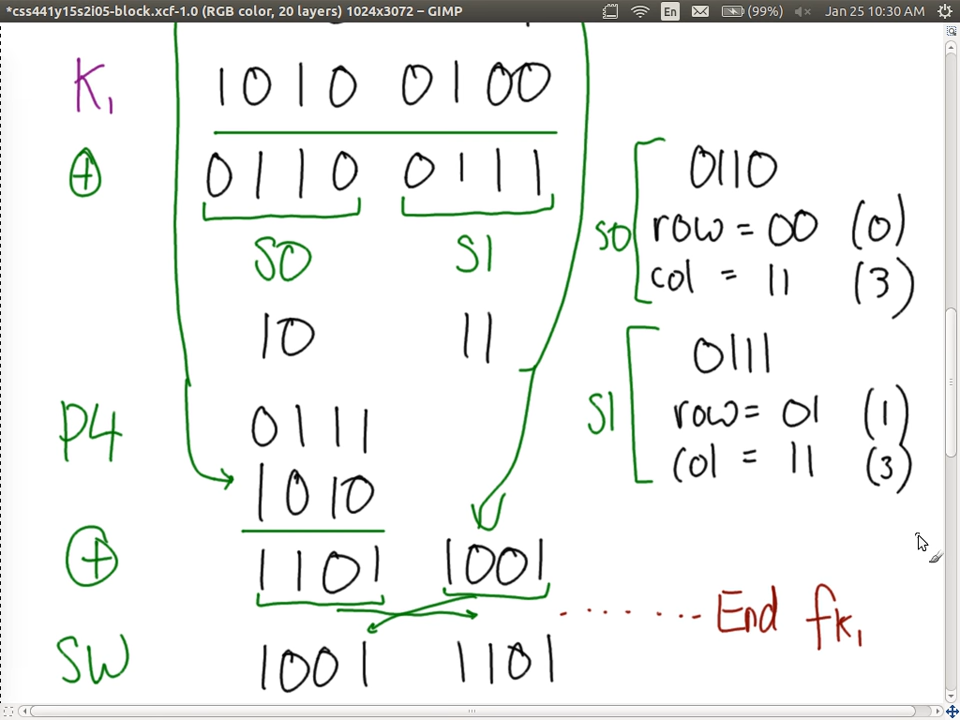 *css441y15s2i05-block.xcf-1.0 (RGB color, 20 layers) 1024x3072 – GIMP
En
(99%)
Jan 25 10:30 AM
K1 1010 0100
⊕ 0110 0111
S0 S1
10 11
S0 0110
row = 00 (0)
col = 11 (3)
S1 0111
row = 01 (1)
col = 11 (3)
P4 0111
1010
⊕ 1101 1001
End fk1
SW 1001 1101